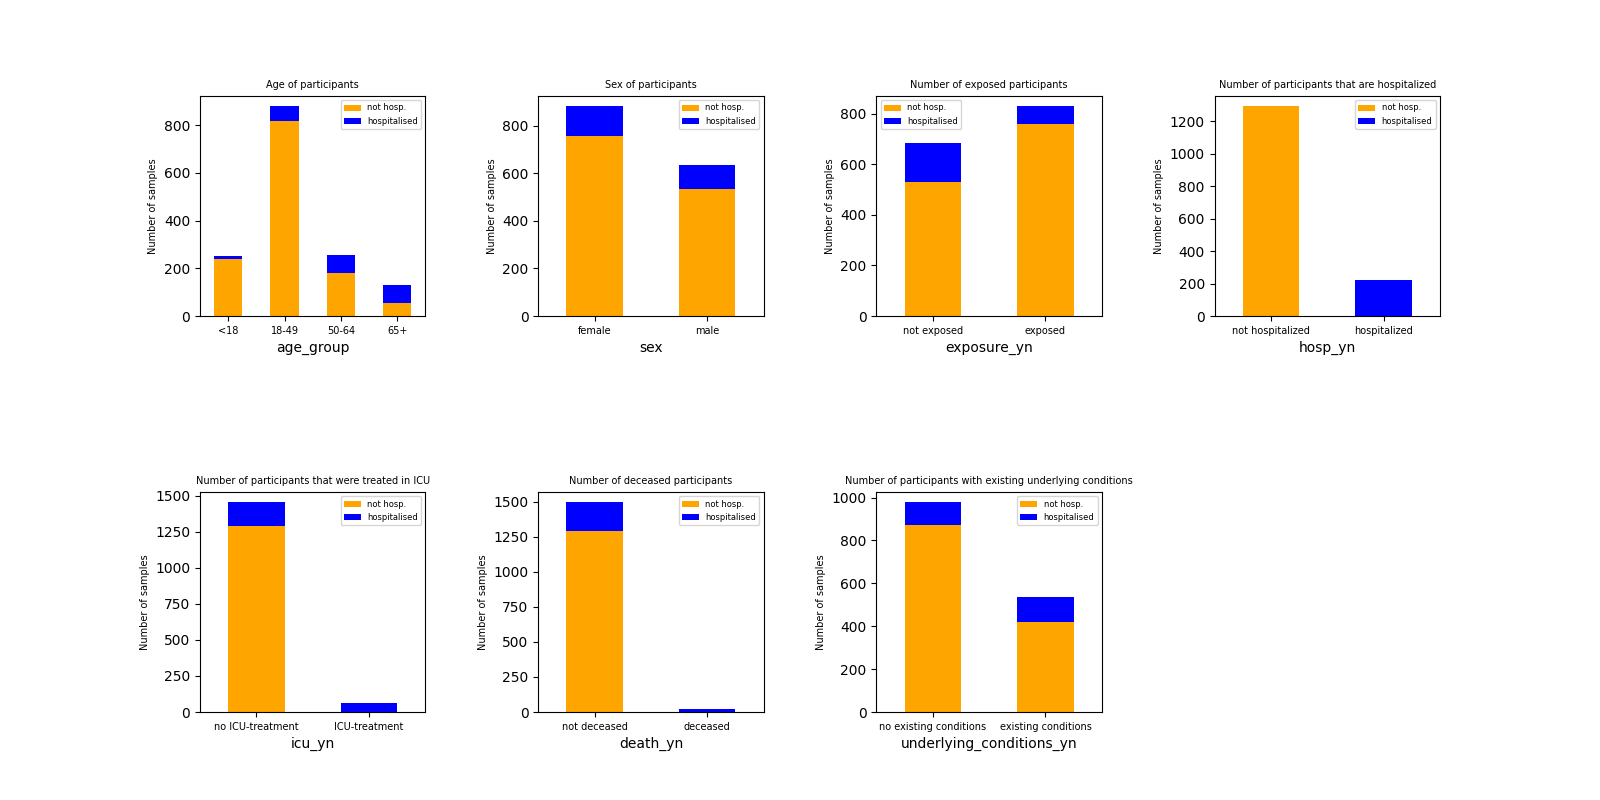 Age of participants
not hosp.
hospitalised
Number of samples
800
600
400
200
0
<18 18-49 50-64 65+
age_group
Sex of participants
not hosp.
hospitalised
Number of samples
800
600
400
200
0
female male
sex
Number of exposed participants
not hosp.
hospitalised
Number of samples
800
600
400
200
0
not exposed exposed
exposure_yn
Number of participants that are hospitalized
not hosp.
hospitalised
Number of samples
1200
1000
800
600
400
200
0
not hospitalized hospitalized
hosp_yn
Number of participants that were treated in ICU
not hosp.
hospitalised
Number of samples
1500
1250
1000
750
500
250
0
no ICU-treatment ICU-treatment
icu_yn
Number of deceased participants
not hosp.
hospitalised
Number of samples
1500
1250
1000
750
500
250
0
not deceased deceased
death_yn
Number of participants with existing underlying conditions
not hosp.
hospitalised
Number of samples
1000
800
600
400
200
0
no existing conditions existing conditions
underlying_conditions_yn